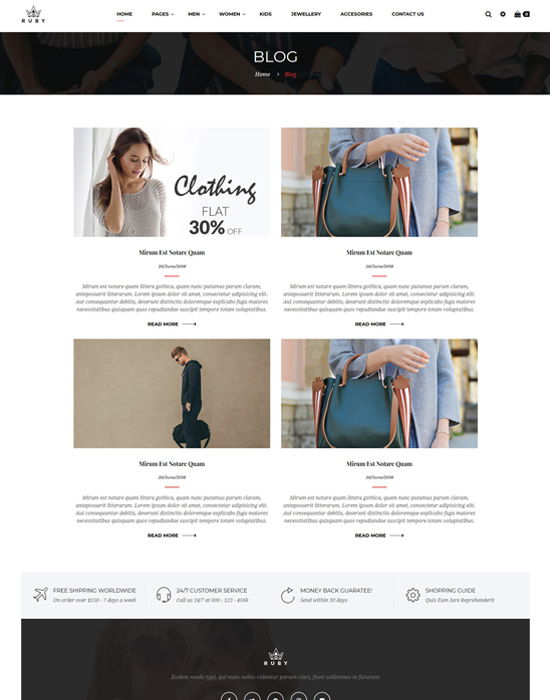 RUBY
HOME PAGES MEN WOMEN KIDS JEWELLERY ACCESORIES CONTACT US
0
BLOG
Home > Blog
Clothing
FLAT
30% OFF
Mirum Est Notare Quam
20/June/2018
Mirum est notare quam littera gothica, quam nunc putamus parum claram,
anteposuerit litterarum. Lorem ipsum dolor sit amet, consectetur adipisicing elit.
Aut consequuntur debitis, deserunt distinctio doloremque explicabo fuga maiores
necessitatibus quos repudiandae suscipit tempore totam voluptatibus.
READ MORE
Mirum Est Notare Quam
20/June/2018
Mirum est notare quam littera gothica, quam nunc putamus parum claram,
anteposuerit litterarum. Lorem ipsum dolor sit amet, consectetur adipisicing elit.
Aut consequuntur debitis, deserunt distinctio doloremque explicabo fuga maiores
necessitatibus quos repudiandae suscipit tempore totam voluptatibus.
READ MORE
Mirum Est Notare Quam
20/June/2018
Mirum est notare quam littera gothica, quam nunc putamus parum claram,
anteposuerit litterarum. Lorem ipsum dolor sit amet, consectetur adipisicing elit.
Aut consequuntur debitis, deserunt distinctio doloremque explicabo fuga maiores
necessitatibus quos repudiandae suscipit tempore totam voluptatibus.
READ MORE
Mirum Est Notare Quam
20/June/2018
Mirum est notare quam littera gothica, quam nunc putamus parum claram,
anteposuerit litterarum. Lorem ipsum dolor sit amet, consectetur adipisicing elit.
Aut consequuntur debitis, deserunt distinctio doloremque explicabo fuga maiores
necessitatibus quos repudiandae suscipit tempore totam voluptatibus.
READ MORE
FREE SHIPPING WORLDWIDE
On order over $150 - 7 days a week
24/7 CUSTOMER SERVICE
Call us 24/7 at 000 - 123 - 456k
MONEY BACK GUARATEE!
Send within 30 days
SHOPPING GUIDE
Quis Eum Iure Reprehenderit
RUBY
Endem modo typi, qui nunc nobis videntur parum clari, fiant sollemnes in futurum